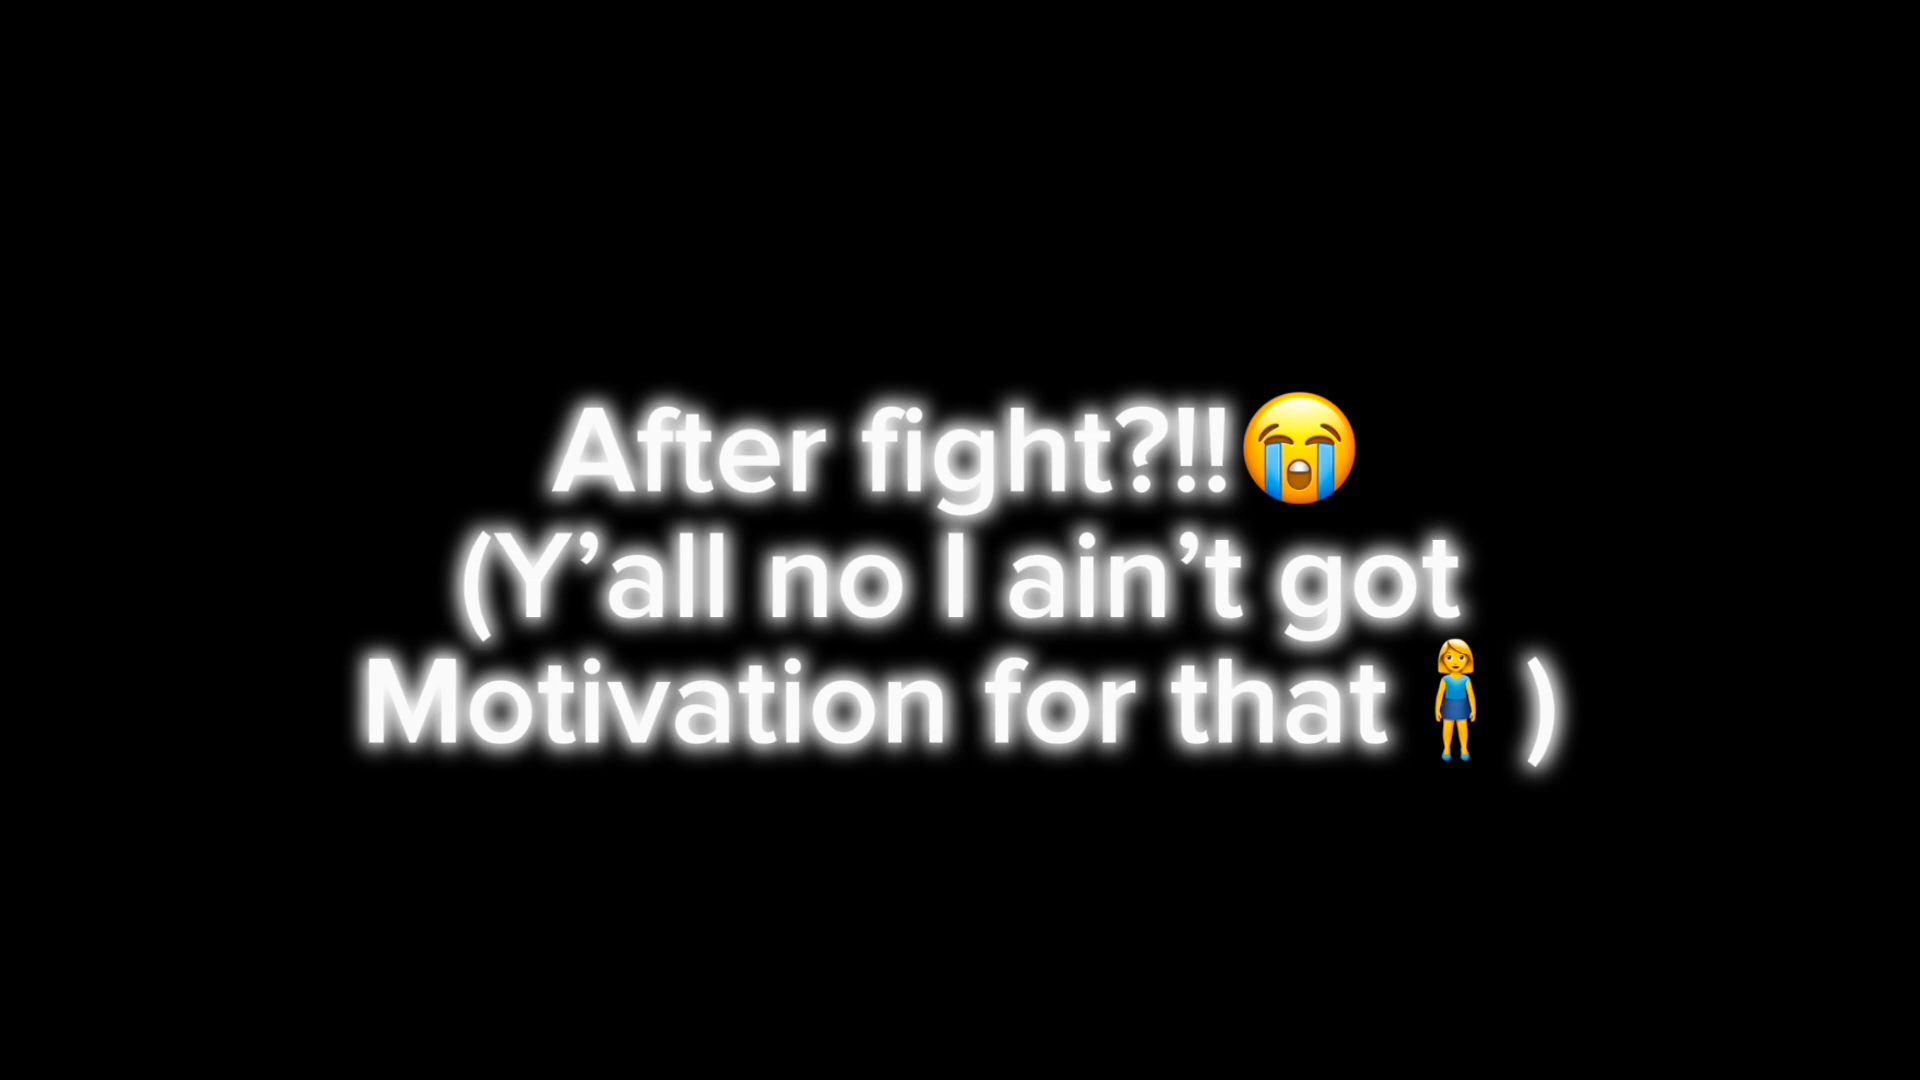 After fight?!!😭
(Y’all no I ain’t got
Motivation for that🧍‍♀️)